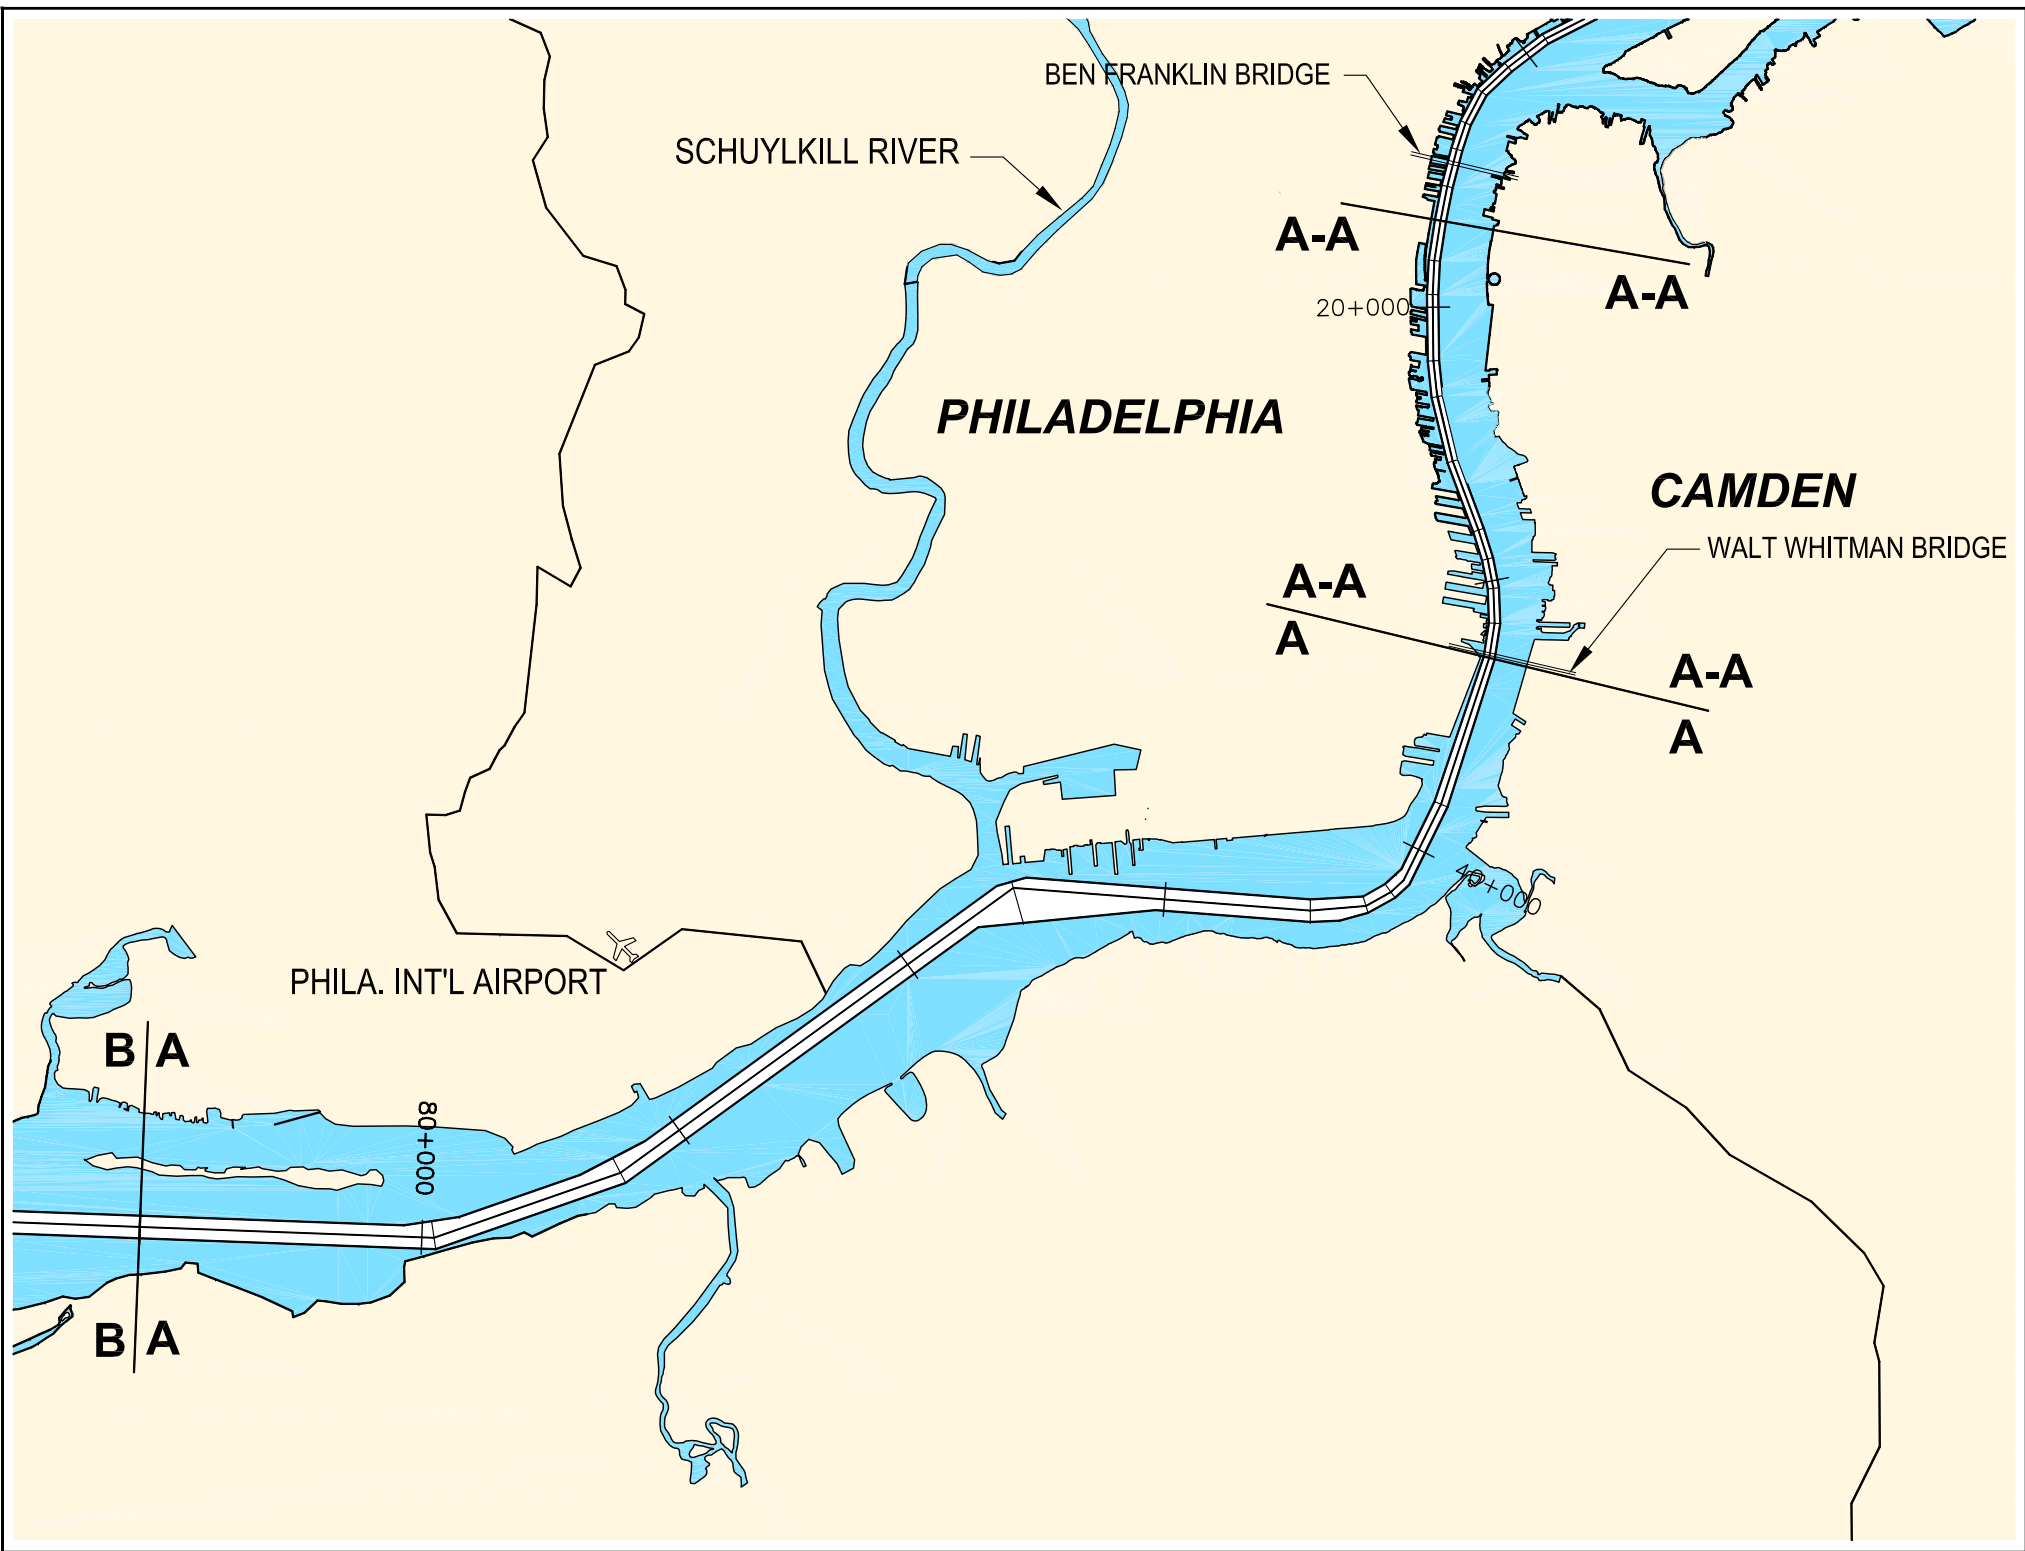 BEN FRANKLIN BRIDGE
SCHUYLKILL RIVER
A-A
A-A
20+000
PHILADELPHIA
CAMDEN
WALT WHITMAN BRIDGE
A-A
A
A-A
A
40+000
PHILA. INT'L AIRPORT
B A
80+000
B A